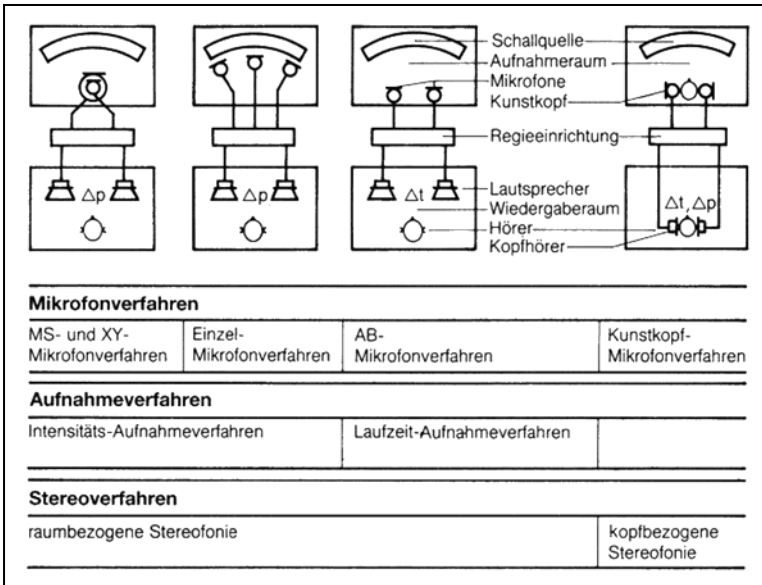 Schallquelle
Aufnahmeraum
Mikrofone
Kunstkopf
Regieeinrichtung
Δp
Δp
Δt
Lautsprecher
Wiedergaberaum
Hörer
Kopfhörer
Δt, Δp
Mikrofonverfahren
MS- und XY-
Mikrofonverfahren
Einzel-
Mikrofonverfahren
AB-
Mikrofonverfahren
Kunstkopf-
Mikrofonverfahren
Aufnahmeverfahren
Intensitäts-Aufnahmeverfahren
Laufzeit-Aufnahmeverfahren
Stereoverfahren
raumbezogene Stereofonie
kopfbezogene
Stereofonie